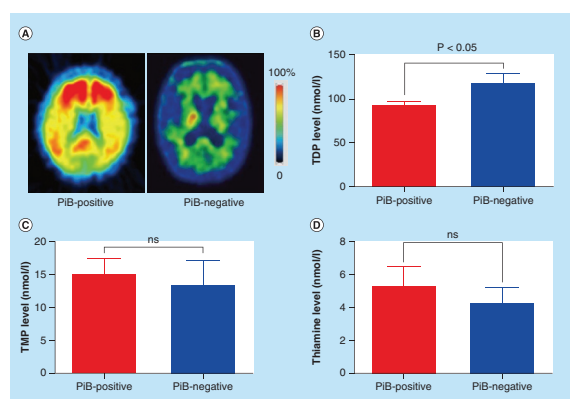 A
100%
0
PiB-positive PiB-negative
B
P < 0.05
TDP level (nmol/l)
150
100
50
0
PiB-positive PiB-negative
C
ns
TMP level (nmol/l)
20
15
10
5
0
PiB-positive PiB-negative
D
ns
Thiamine level (nmol/l)
8
6
4
2
0
PiB-positive PiB-negative